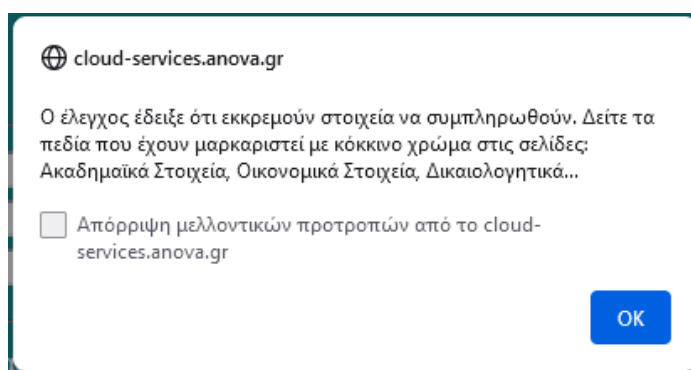 cloud-services.anova.gr
Ο έλεγχος έδειξε ότι εκκρεμούν στοιχεία να συμπληρωθούν. Δείτε τα
πεδία που έχουν μαρκαριστεί με κόκκινο χρώμα στις σελίδες:
Ακαδημαϊκά Στοιχεία, Οικονομικά Στοιχεία, Δικαιολογητικά...
Απόρριψη μελλοντικών προτροπών από το cloud-
services.anova.gr
OK